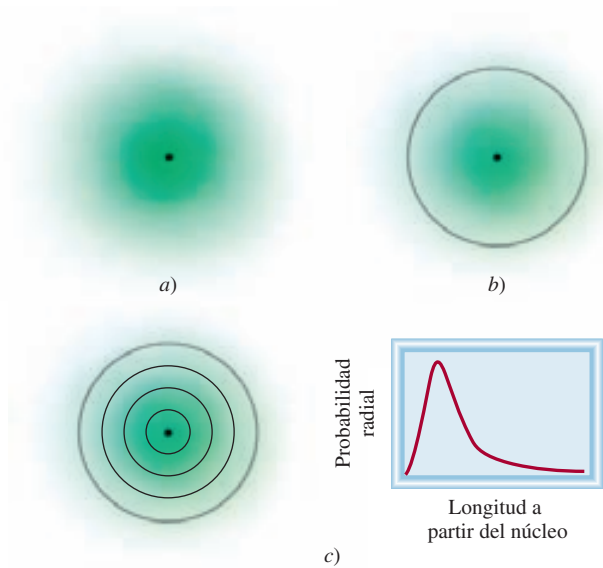 a)
b)
Probabilidad
radial
Longitud a
partir del núcleo
c)